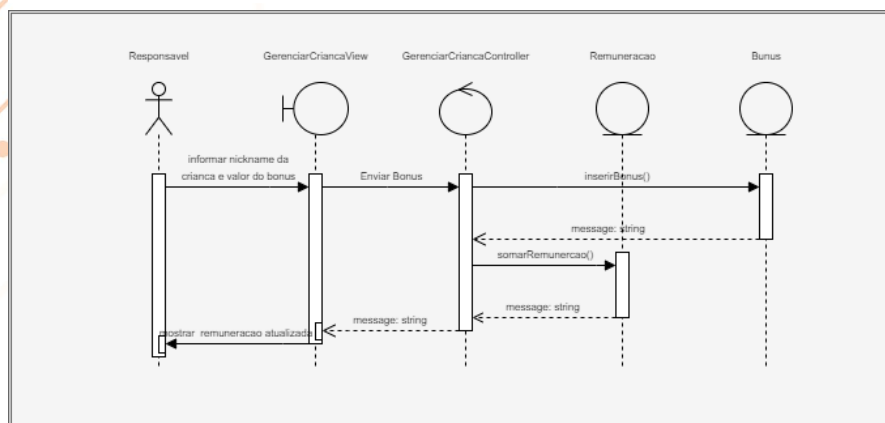 Responsavel
GerenciarCriancaView
GerenciarCriancaController
Remuneracao
Bunus
informar nickname da
crianca e valor do bonus
Enviar Bonus
inserirBonus()
message: string
somarRemunercao()
message: string
message: string
mostrar remuneracao atualizada